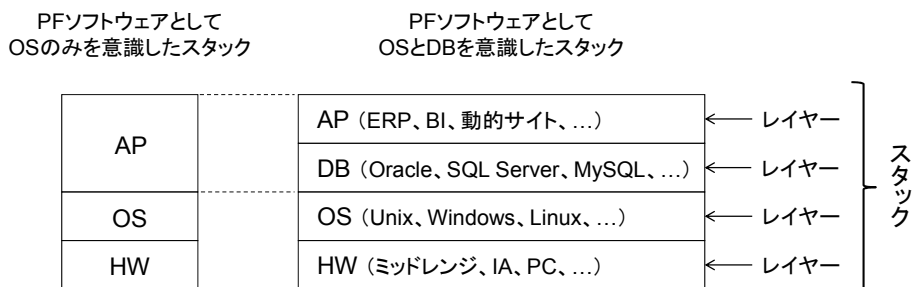 PFソフトウェアとして
OSのみを意識したスタック
PFソフトウェアとして
OSとDBを意識したスタック
AP
OS
HW
AP（ERP、BI、動的サイト、…）
DB（Oracle、SQL Server、MySQL、…）
OS（Unix、Windows、Linux、…）
HW（ミッドレンジ、IA、PC、…）
レイヤー
レイヤー
レイヤー
レイヤー
スタック